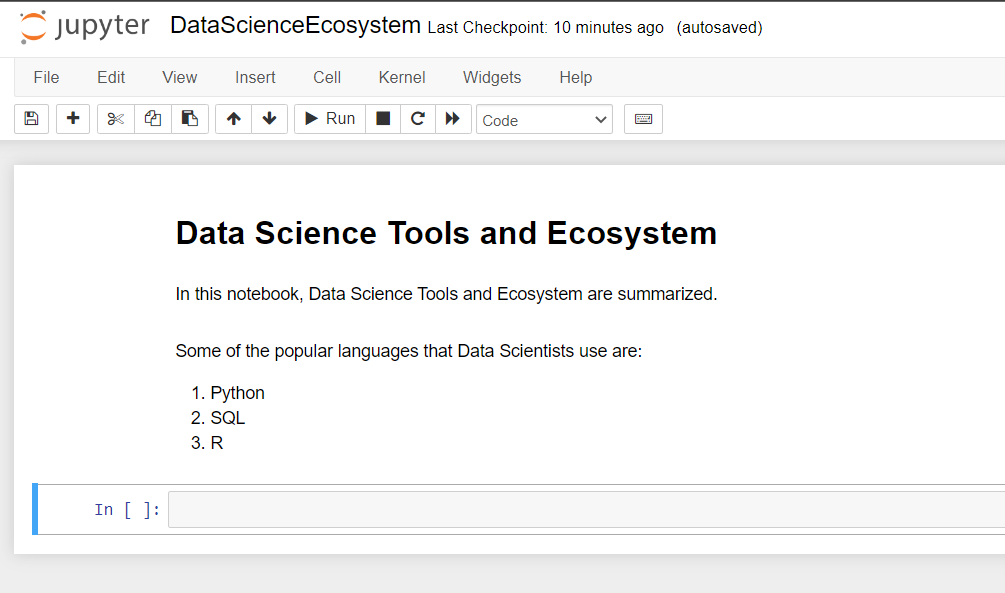 jupyter DataScienceEcosystem Last Checkpoint: 10 minutes ago (autosaved)
File Edit View Insert Cell Kernel Widgets Help
Run Code
Data Science Tools and Ecosystem
In this notebook, Data Science Tools and Ecosystem are summarized.
Some of the popular languages that Data Scientists use are:
1. Python
2. SQL
3. R
In [ ]: